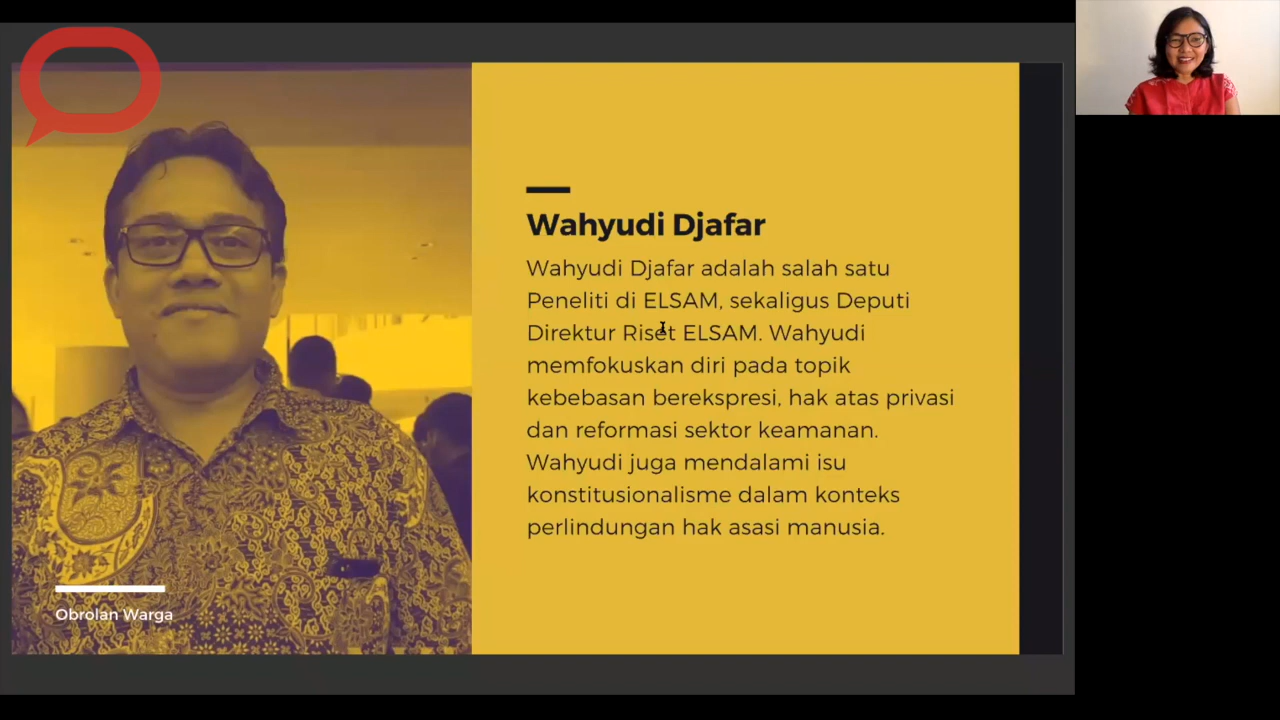 Wahyudi Djafar
Wahyudi Djafar adalah salah satu
Peneliti di ELSAM, sekaligus Deputi
Direktur Riset ELSAM. Wahyudi
memfokuskan diri pada topik
kebebasan berekspresi, hak atas privasi
dan reformasi sektor keamanan.
Wahyudi juga mendalami isu
konstitusionalisme dalam konteks
perlindungan hak asasi manusia.
Obrolan Warga